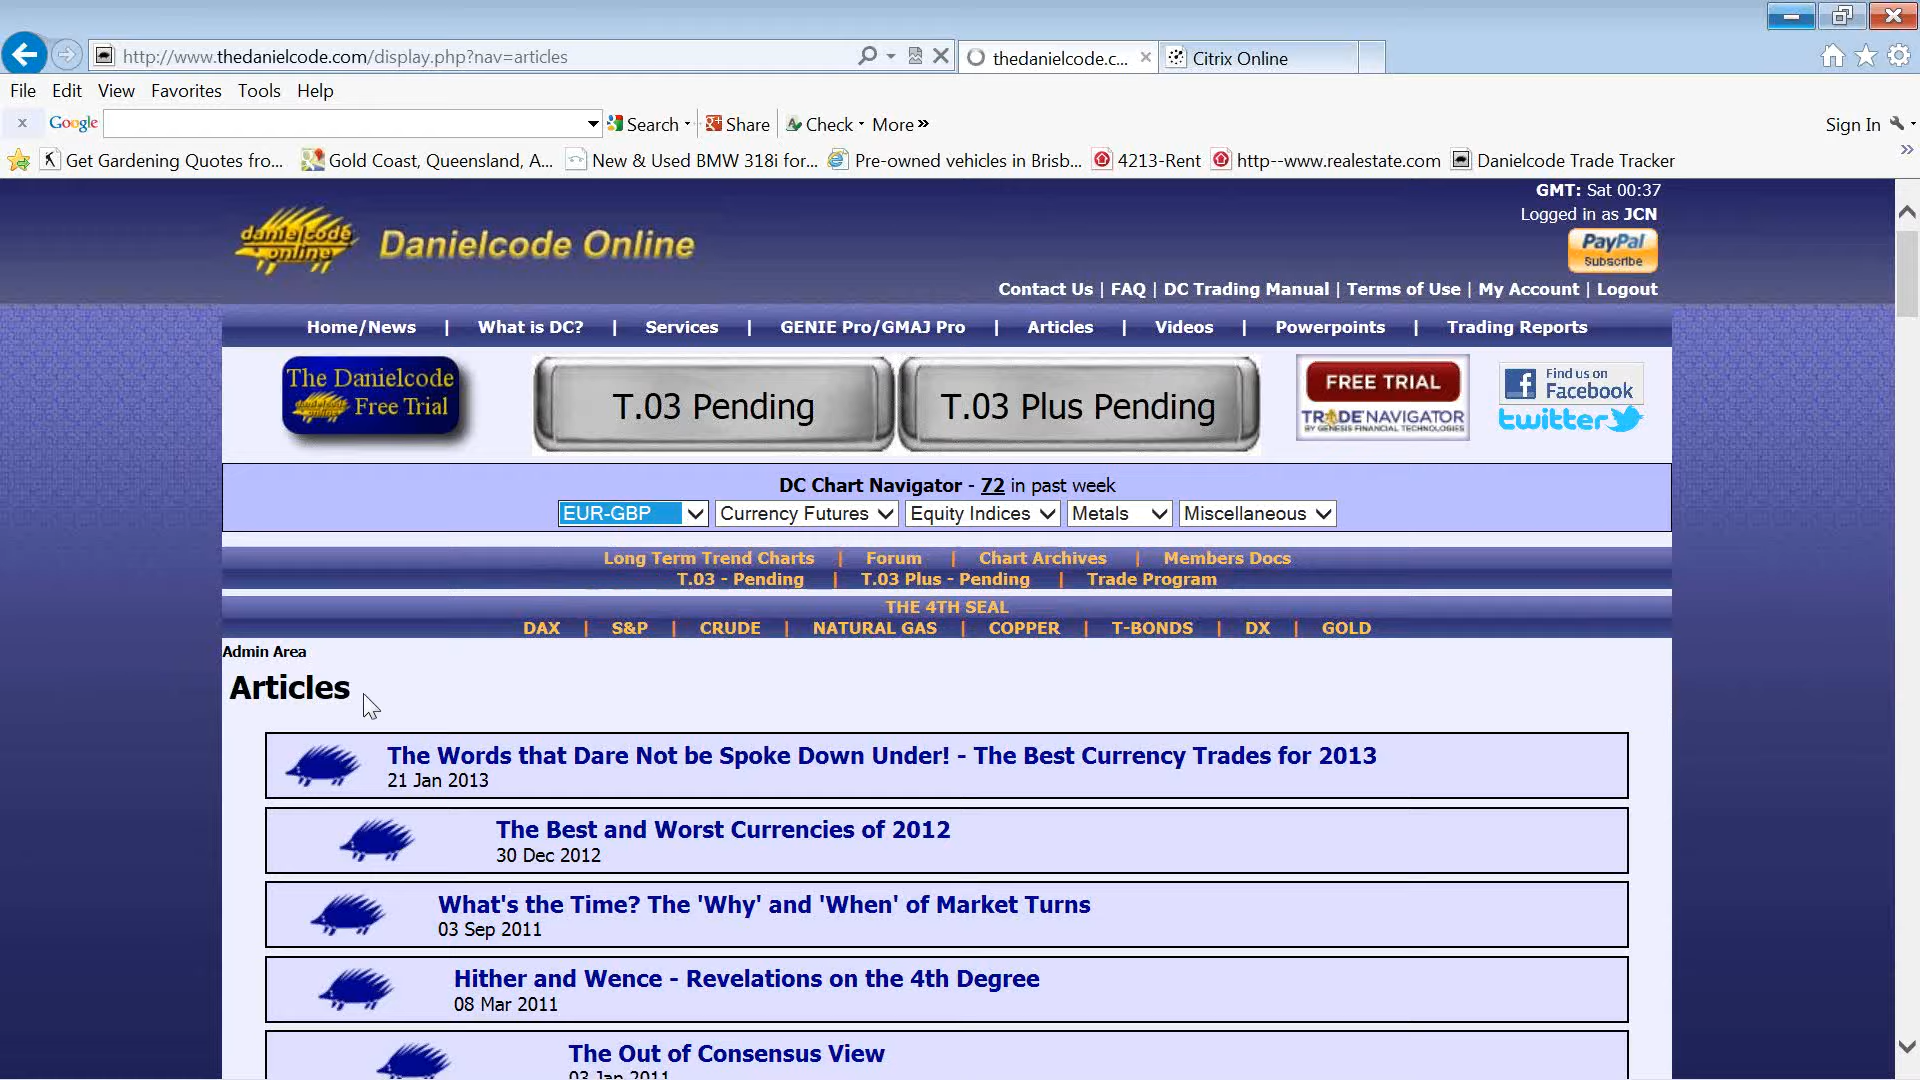 http://www.thedanielcode.com/display.php?nav=articles
thedanielcode.c...
Citrix Online
File Edit View Favorites Tools Help
x Google Search Share Check More »
Sign In
Get Gardening Quotes fro...
Gold Coast, Queensland, A...
New & Used BMW 318i for...
Pre-owned vehicles in Brisb...
4213-Rent
http--www.realestate.com
Danielcode Trade Tracker
GMT: Sat 00:37
Logged in as JCN
danielcode
online
Danielcode Online
PayPal
Subscribe
Contact Us | FAQ | DC Trading Manual | Terms of Use | My Account | Logout
Home/News | What is DC? | Services | GENIE Pro/GMAJ Pro | Articles | Videos | Powerpoints | Trading Reports
The Danielcode
Free Trial
T.03 Pending
T.03 Plus Pending
FREE TRIAL
TRADE NAVIGATOR
BY GENESIS FINANCIAL TECHNOLOGIES
Find us on
Facebook
twitter
DC Chart Navigator - 72 in past week
EUR-GBP Currency Futures Equity Indices Metals Miscellaneous
Long Term Trend Charts | Forum | Chart Archives | Members Docs
T.03 - Pending | T.03 Plus - Pending | Trade Program
THE 4TH SEAL
DAX | S&P | CRUDE | NATURAL GAS | COPPER | T-BONDS | DX | GOLD
Admin Area
Articles
The Words that Dare Not be Spoke Down Under! - The Best Currency Trades for 2013
21 Jan 2013
The Best and Worst Currencies of 2012
30 Dec 2012
What's the Time? The 'Why' and 'When' of Market Turns
03 Sep 2011
Hither and Wence - Revelations on the 4th Degree
08 Mar 2011
The Out of Consensus View
03 Jan 2011